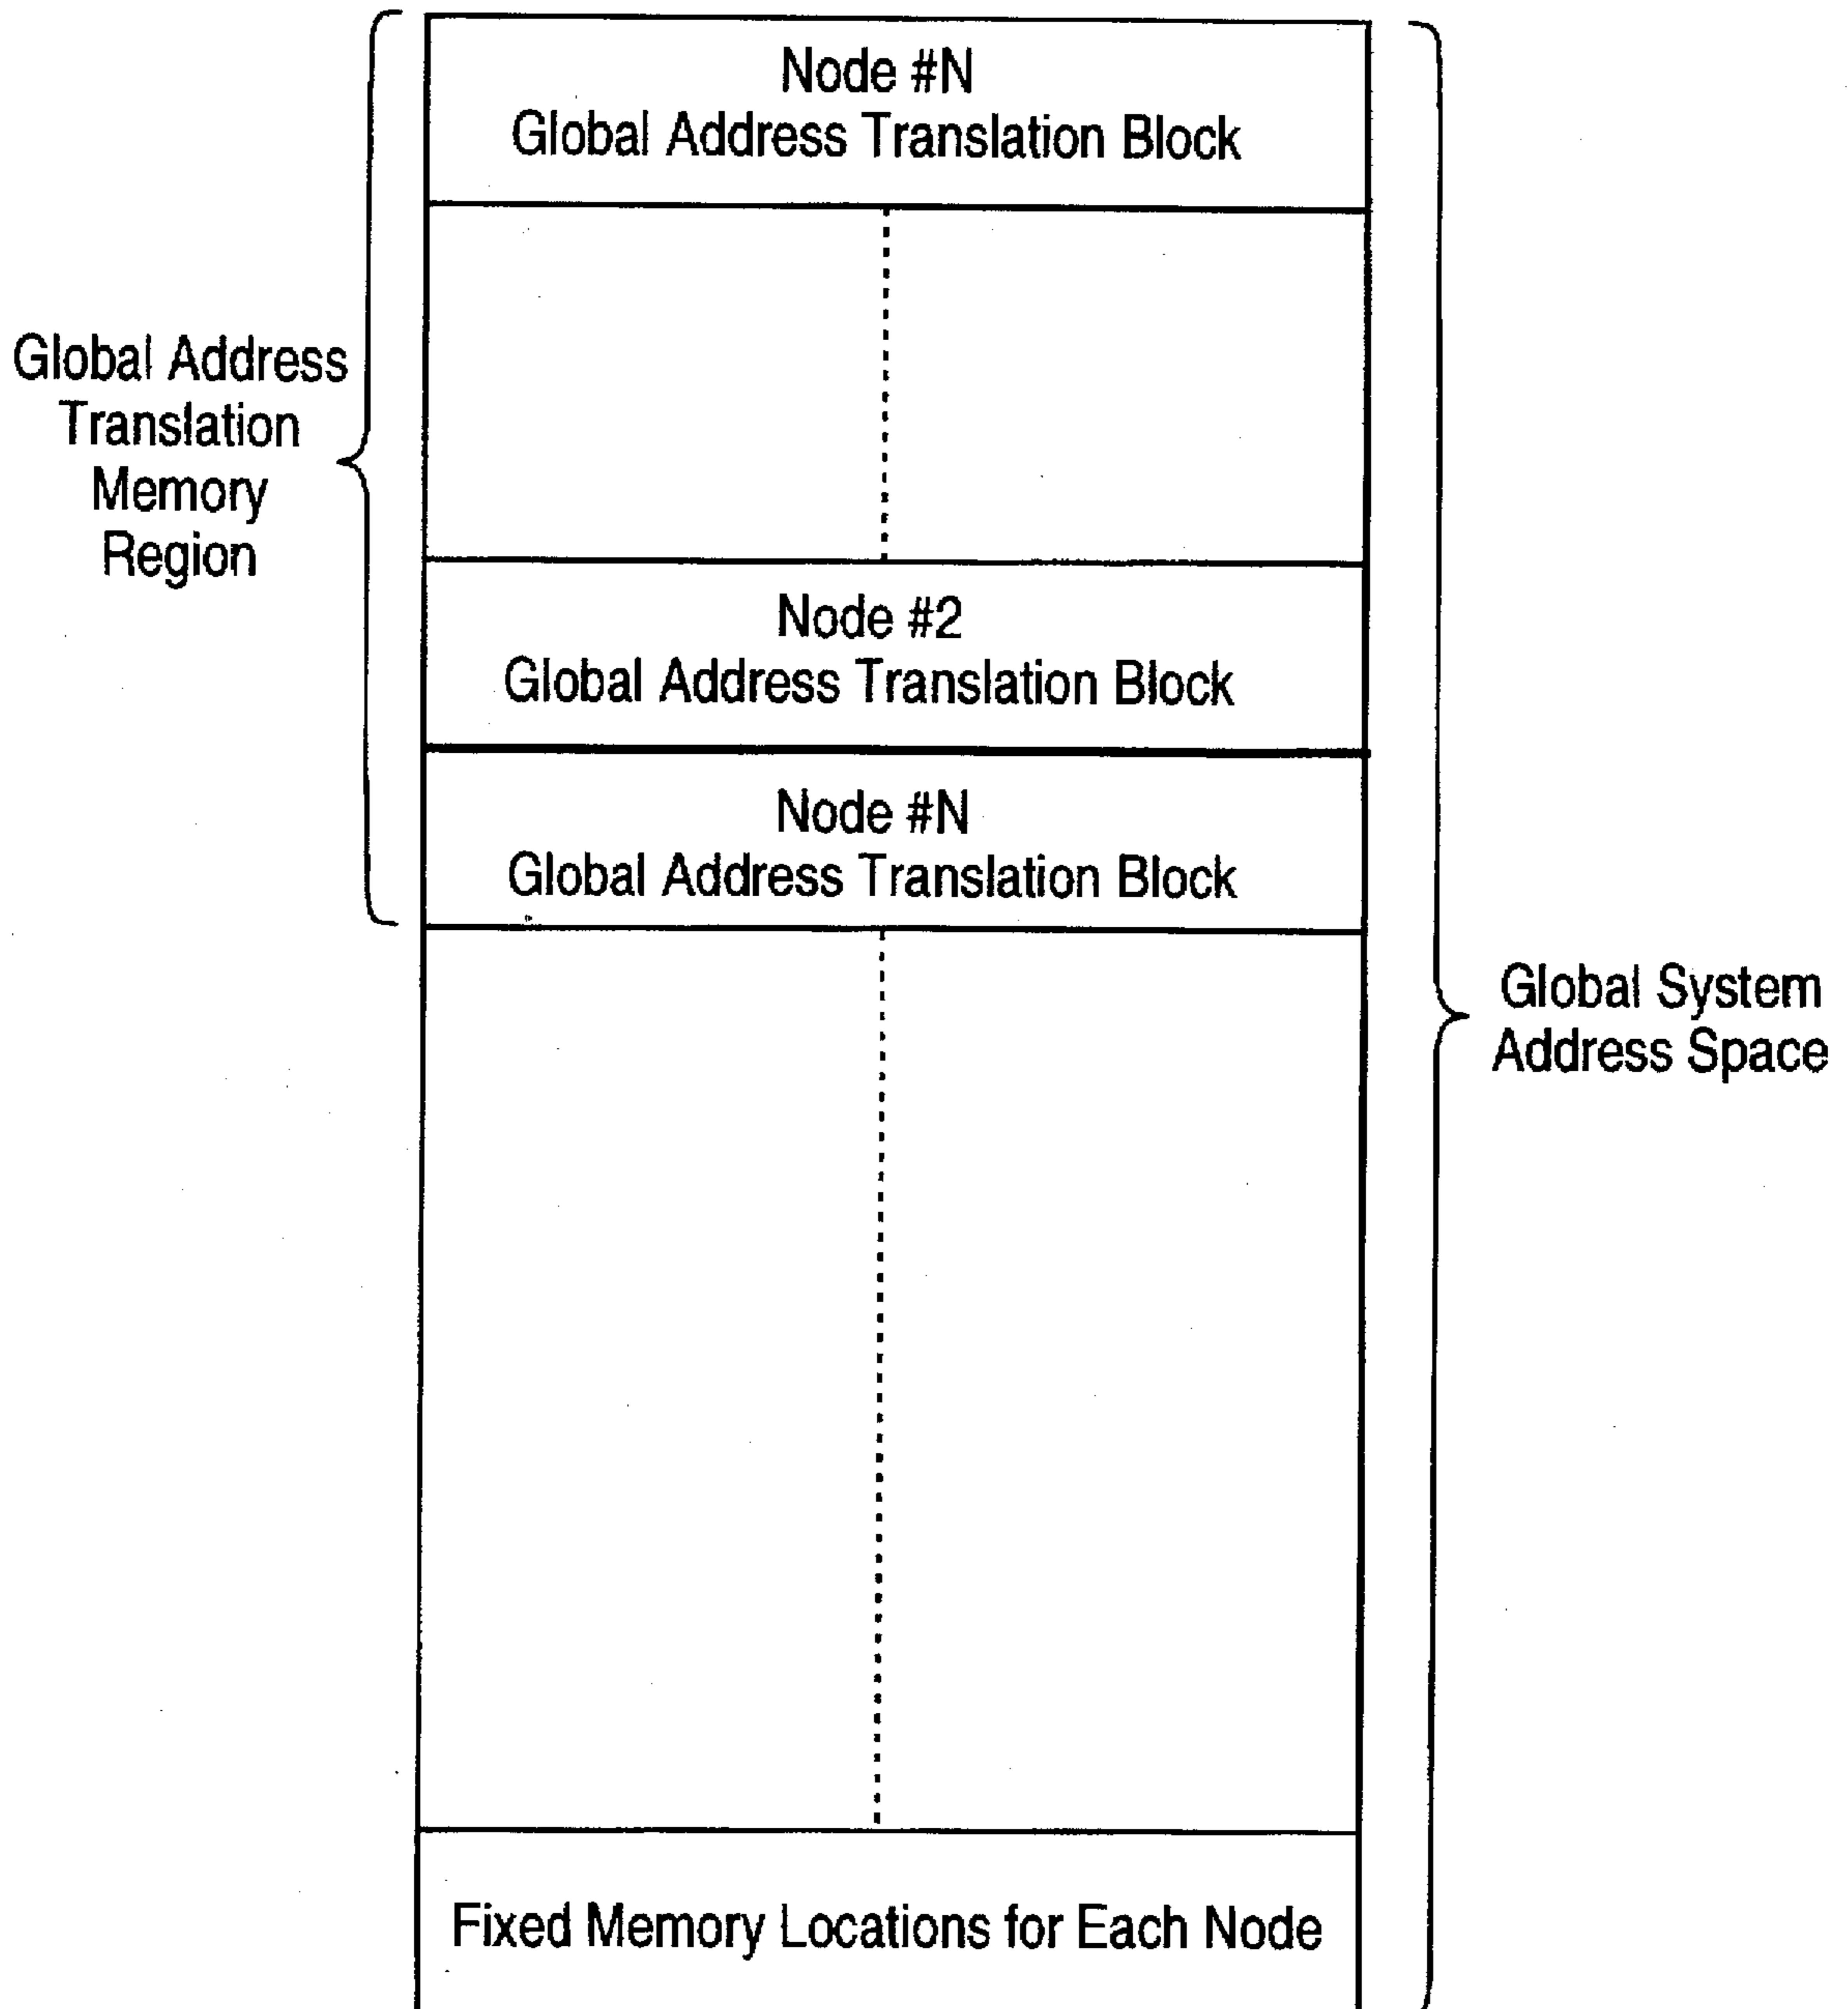 Node #N
Global Address Translation Block
Global Address
Translation
Memory
Region
Node #2
Global Address Translation Block
Node #N
Global Address Translation Block
Global System
Address Space
Fixed Memory Locations for Each Node